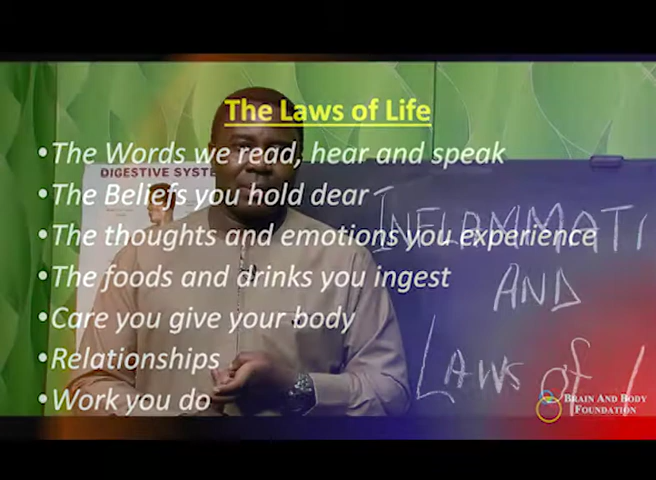 The Laws of Life
•The Words we read, hear and speak
DIGESTIVE SYSTE
•The Beliefs you hold dear
INFLAMMATI
•The thoughts and emotions you experience
•The foods and drinks you ingest
AND
•Care you give your body
•Relationships
LAWS of
•Work you do
BRAIN AND BODY
FOUNDATION